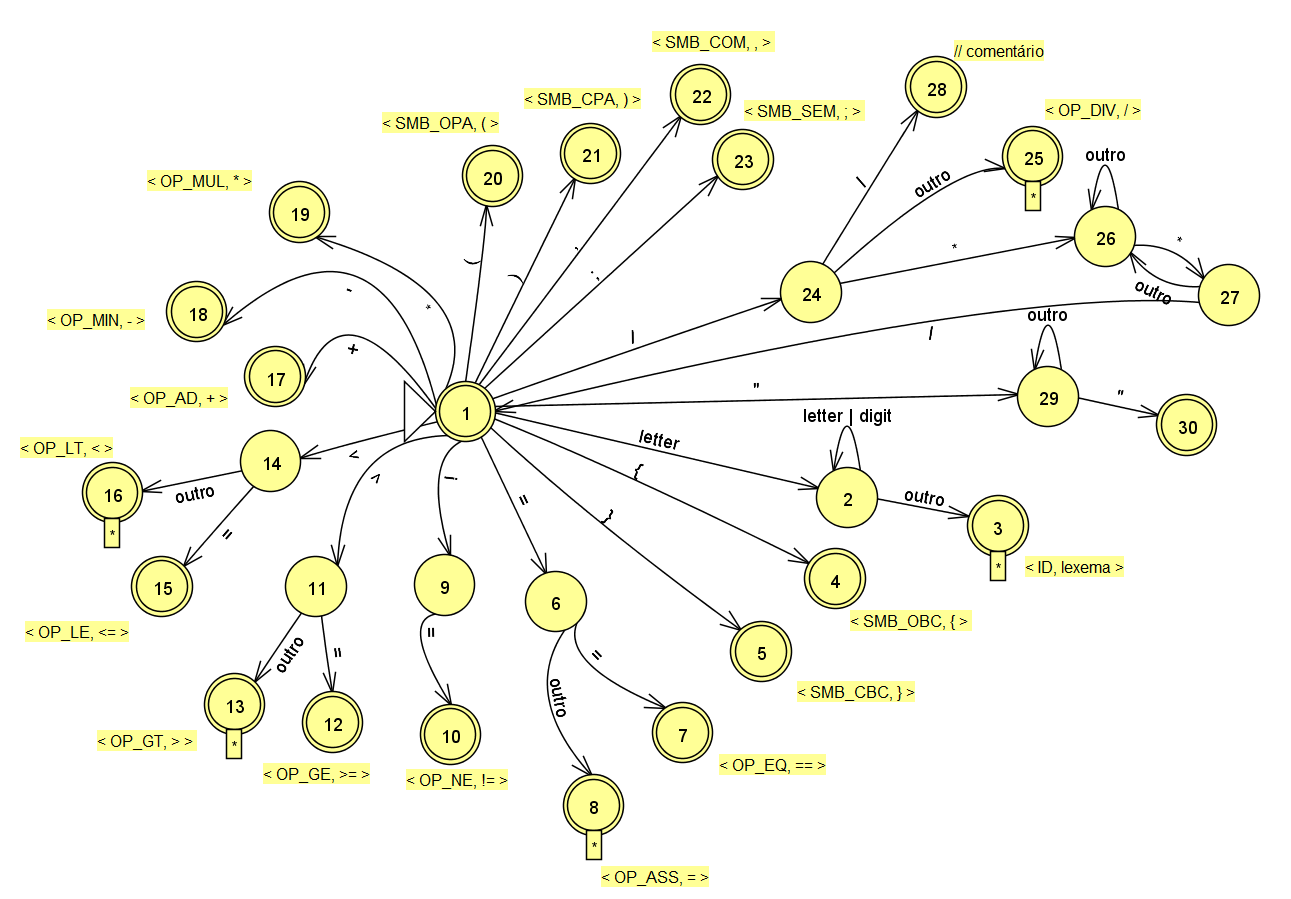 < SMB_COM, , >
// comentário
28
22
< SMB_CPA, ) >
< SMB_SEM, ; >
< OP_DIV, / >
< SMB_OPA, ( >
21
23
25
*
outro
20
/
outro
< OP_MUL, * >
19
*
26
*
(
)
,
;
24
outro
27
18
-
*
< OP_MIN, - >
/
/
outro
+
17
< OP_AD, + >
1
"
29
"
30
letter | digit
letter
< OP_LT, < >
14
<
>
!
=
{
}
2
outro
3
*
< ID, lexema >
16
*
outro
=
15
11
9
6
4
< SMB_OBC, { >
< OP_LE, <= >
outro
=
=
outro
=
5
< SMB_CBC, } >
13
*
12
10
7
< OP_GT, > >
< OP_GE, >= >
< OP_NE, != >
< OP_EQ, == >
8
*
< OP_ASS, = >